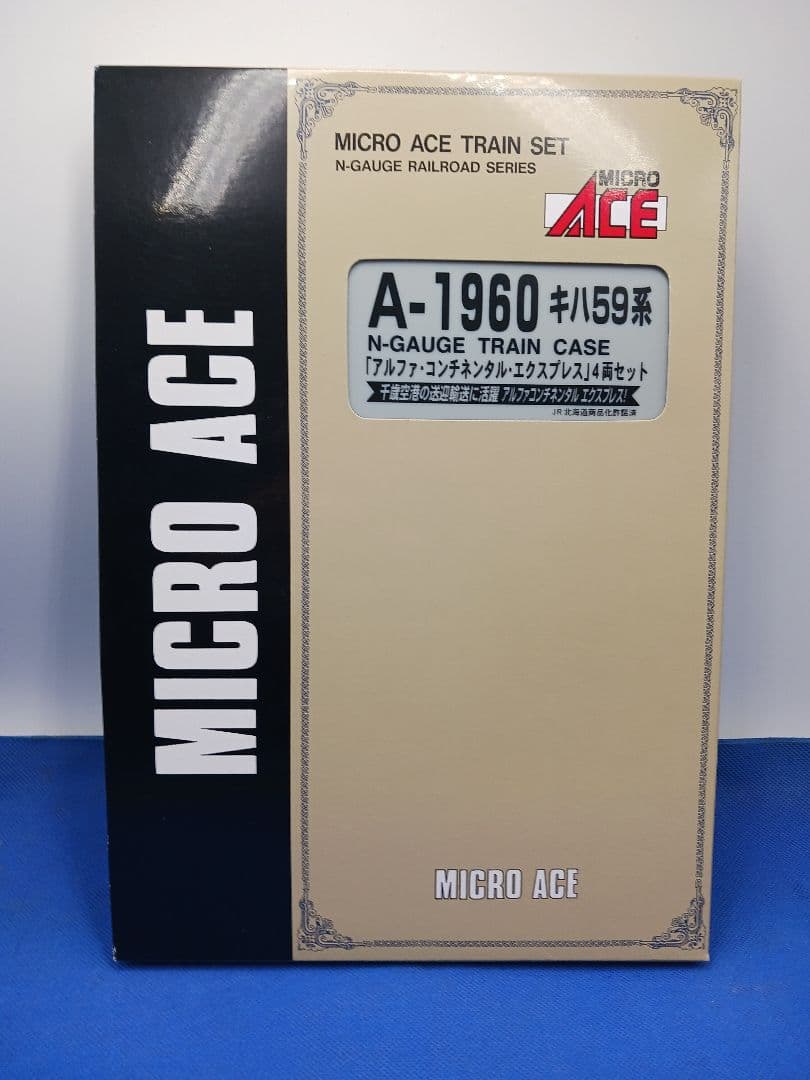 MICRO ACE
MICRO ACE TRAIN SET
N-GAUGE RAILROAD SERIES
MICRO
ACE
A-1960 キハ59系
N-GAUGE TRAIN CASE
「アルファ・コンチネンタル・エクスプレス」4両セット
千歳空港の送迎輸送に活躍 アルファコンチネンタル エクスプレス!
JR北海道商品化許諾済
MICRO ACE